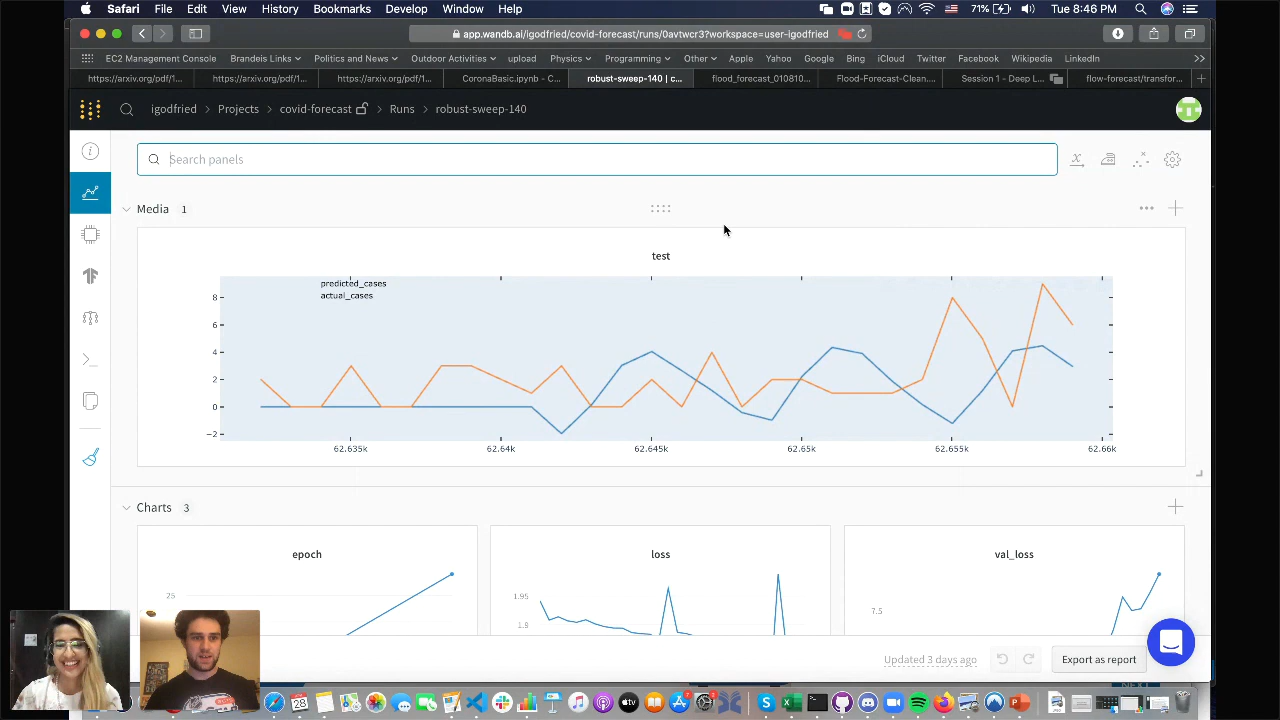 Safari File Edit View History Bookmarks Develop Window Help 71% Tue 8:46 PM
app.wandb.ai/igodfried/covid-forecast/runs/0avtwcr3?workspace=user-igodfried
EC2 Management Console Brandeis Links Books and News Outdoor Activities upload Physics Programming Other Apple Yahoo Google Bing iCloud Twitter Facebook Wikipedia LinkedIn
https://arxiv.org/pdf/1... https://arxiv.org/pdf/1... https://arxiv.org/pdf/1... CoronaBasic.ipynb - C... robust-sweep-140 | c... flood_forecast_010810... Flood-Forecast-Clean.... Session 1 - Deep L... flow-forecast/transfor...
igodfried > Projects > covid-forecast > Runs > robust-sweep-140
Search panels
Media 1
test
predicted_cases
actual_cases
8
6
4
2
0
−2
62.635k 62.64k 62.645k 62.65k 62.655k 62.66k
Charts 3
epoch loss val_loss
25 1.95 7.5
1.9
Updated 3 days ago Export as report